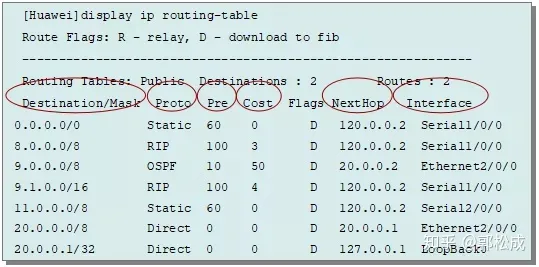 [Huawei]display ip routing-table
Route Flags: R - relay, D - download to fib
----------------------------------------------------------------
Routing Tables: Public Destinations : 2 Routes : 2
Destination/Mask Proto Pre Cost Flags NextHop Interface
0.0.0.0/0 Static 60 0 D 120.0.0.2 Serial1/0/0
8.0.0.0/8 RIP 100 3 D 120.0.0.2 Serial1/0/0
9.0.0.0/8 OSPF 10 50 D 20.0.0.2 Ethernet2/0/0
9.1.0.0/16 RIP 100 4 D 120.0.0.2 Serial1/0/0
11.0.0.0/8 Static 60 0 D 120.0.0.2 Serial2/0/0
20.0.0.0/8 Direct 0 0 D 20.0.0.1 Ethernet2/0/0
20.0.0.1/32 Direct 0 0 D 127.0.0.1 LoopBack
知乎 @郭松成